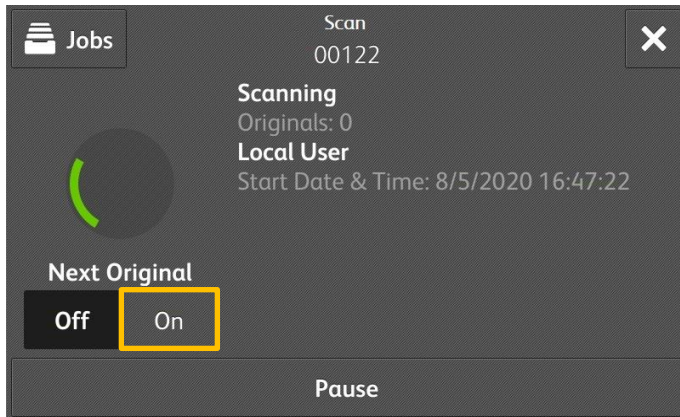 Jobs
Scan
00122
Scanning
Originals: 0
Local User
Start Date & Time: 8/5/2020 16:47:22
Next Original
Off On
Pause